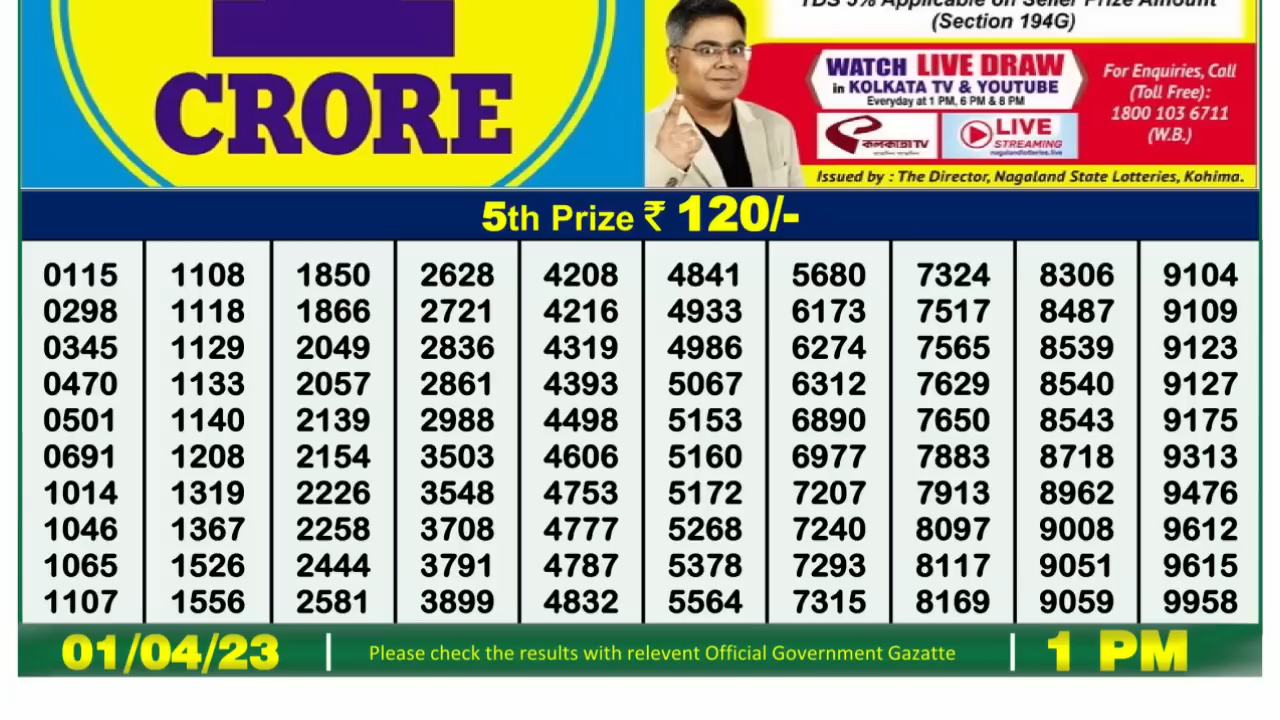 CRORE
TDS 5% Applicable on Seller Prize Amount
(Section 194G)
WATCH LIVE DRAW
in KOLKATA TV & YOUTUBE
Everyday at 1 PM, 6 PM & 8 PM
কলকাতা TV
LIVE
STREAMING
nagalandlotteries.live
For Enquiries, Call
(Toll Free):
1800 103 6711
(W.B.)
Issued by : The Director, Nagaland State Lotteries, Kohima.
5th Prize ₹ 120/-
0115 1108 1850 2628 4208 4841 5680 7324 8306 9104
0298 1118 1866 2721 4216 4933 6173 7517 8487 9109
0345 1129 2049 2836 4319 4986 6274 7565 8539 9123
0470 1133 2057 2861 4393 5067 6312 7629 8540 9127
0501 1140 2139 2988 4498 5153 6890 7650 8543 9175
0691 1208 2154 3503 4606 5160 6977 7883 8718 9313
1014 1319 2226 3548 4753 5172 7207 7913 8962 9476
1046 1367 2258 3708 4777 5268 7240 8097 9008 9612
1065 1526 2444 3791 4787 5378 7293 8117 9051 9615
1107 1556 2581 3899 4832 5564 7315 8169 9059 9958
01/04/23 | Please check the results with relevent Official Government Gazatte | 1 PM